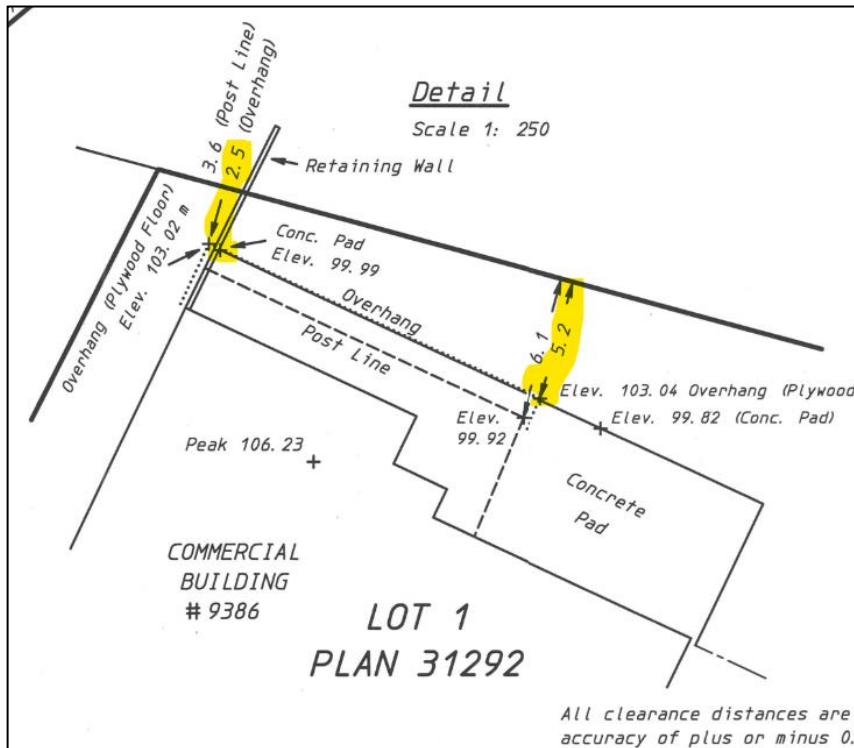 Detail
Scale 1: 250
3.6 (Post Line)
2.5 (Overhang)
Retaining Wall
Overhang (Plywood Floor)
Elev. 103.02 m
Conc. Pad
Elev. 99.99
Overhang
Post Line
6.1
5.2
Elev. 103.04 Overhang (Plywood
Elev. 99.82 (Conc. Pad)
Elev.
99.92
Peak 106.23
Concrete
Pad
COMMERCIAL
BUILDING
# 9386
LOT 1
PLAN 31292
All clearance distances are
accuracy of plus or minus 0.